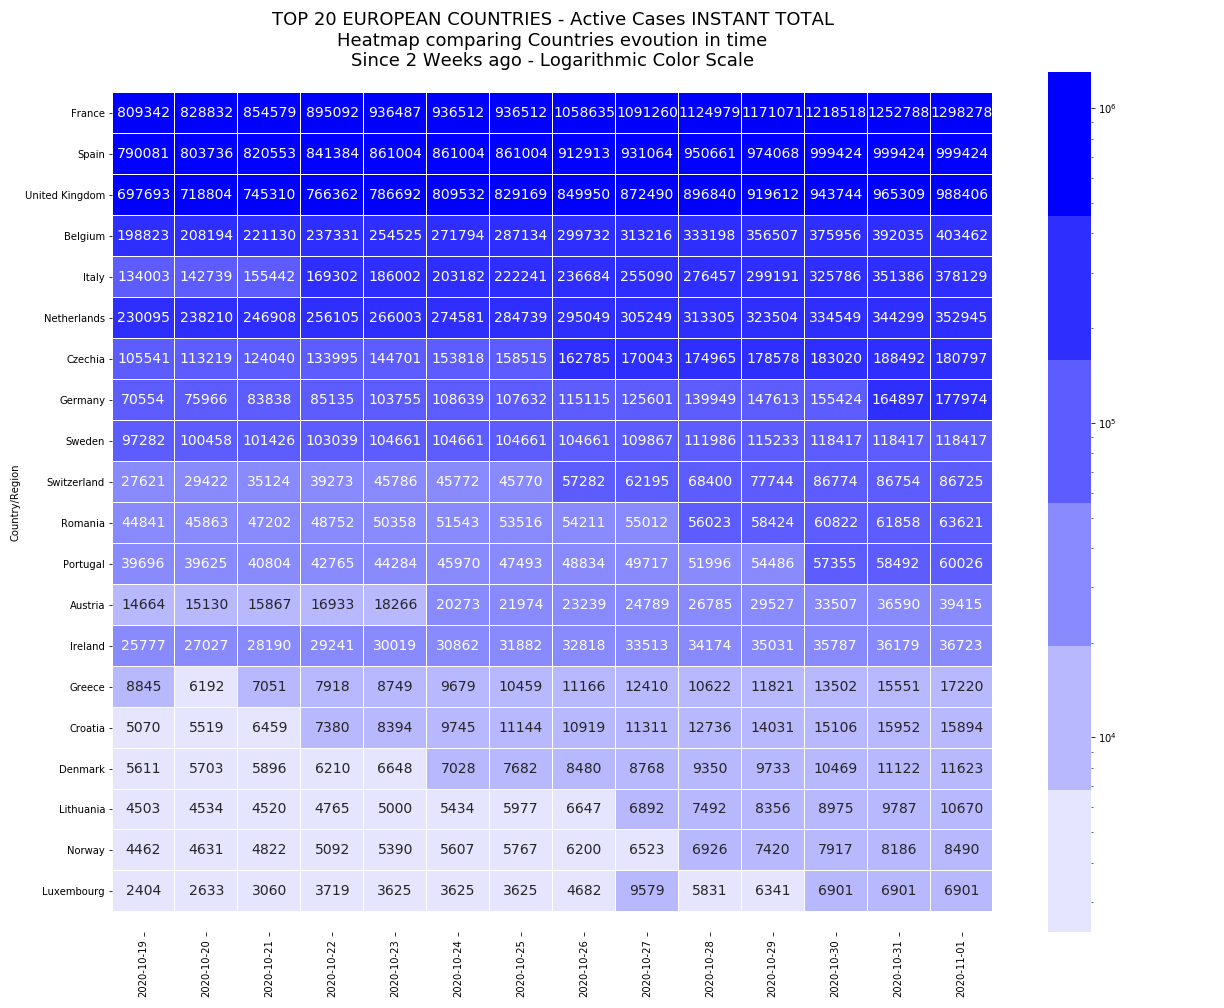 TOP 20 EUROPEAN COUNTRIES - Active Cases INSTANT TOTAL
Heatmap comparing Countries evoution in time
Since 2 Weeks ago - Logarithmic Color Scale
Country/Region
France 809342 828832 854579 895092 936487 936512 936512 1058635 1091260 1124979 1171071 1218518 1252788 1298278
Spain 790081 803736 820553 841384 861004 861004 861004 912913 931064 950661 974068 999424 999424 999424
United Kingdom 697693 718804 745310 766362 786692 809532 829169 849950 872490 896840 919612 943744 965309 988406
Belgium 198823 208194 221130 237331 254525 271794 287134 299732 313216 333198 356507 375956 392035 403462
Italy 134003 142739 155442 169302 186002 203182 222241 236684 255090 276457 299191 325786 351386 378129
Netherlands 230095 238210 246908 256105 266003 274581 284739 295049 305249 313305 323504 334549 344299 352945
Czechia 105541 113219 124040 133995 144701 153818 158515 162785 170043 174965 178578 183020 188492 180797
Germany 70554 75966 83838 85135 103755 108639 107632 115115 125601 139949 147613 155424 164897 177974
Sweden 97282 100458 101426 103039 104661 104661 104661 104661 109867 111986 115233 118417 118417 118417
Switzerland 27621 29422 35124 39273 45786 45772 45770 57282 62195 68400 77744 86774 86754 86725
Romania 44841 45863 47202 48752 50358 51543 53516 54211 55012 56023 58424 60822 61858 63621
Portugal 39696 39625 40804 42765 44284 45970 47493 48834 49717 51996 54486 57355 58492 60026
Austria 14664 15130 15867 16933 18266 20273 21974 23239 24789 26785 29527 33507 36590 39415
Ireland 25777 27027 28190 29241 30019 30862 31882 32818 33513 34174 35031 35787 36179 36723
Greece 8845 6192 7051 7918 8749 9679 10459 11166 12410 10622 11821 13502 15551 17220
Croatia 5070 5519 6459 7380 8394 9745 11144 10919 11311 12736 14031 15106 15952 15894
Denmark 5611 5703 5896 6210 6648 7028 7682 8480 8768 9350 9733 10469 11122 11623
Lithuania 4503 4534 4520 4765 5000 5434 5977 6647 6892 7492 8356 8975 9787 10670
Norway 4462 4631 4822 5092 5390 5607 5767 6200 6523 6926 7420 7917 8186 8490
Luxembourg 2404 2633 3060 3719 3625 3625 3625 4682 9579 5831 6341 6901 6901 6901
2020-10-19 2020-10-20 2020-10-21 2020-10-22 2020-10-23 2020-10-24 2020-10-25 2020-10-26 2020-10-27 2020-10-28 2020-10-29 2020-10-30 2020-10-31 2020-11-01
10⁶
10⁵
10⁴